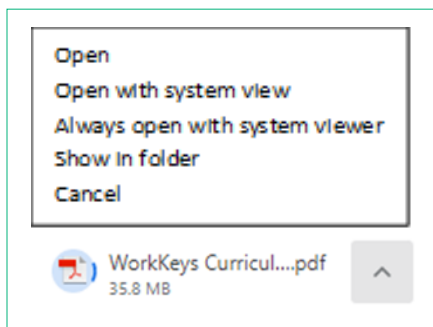 Open
Open with system view
Always open with system viewer
Show in folder
Cancel
WorkKeys Curricul....pdf
35.8 MB